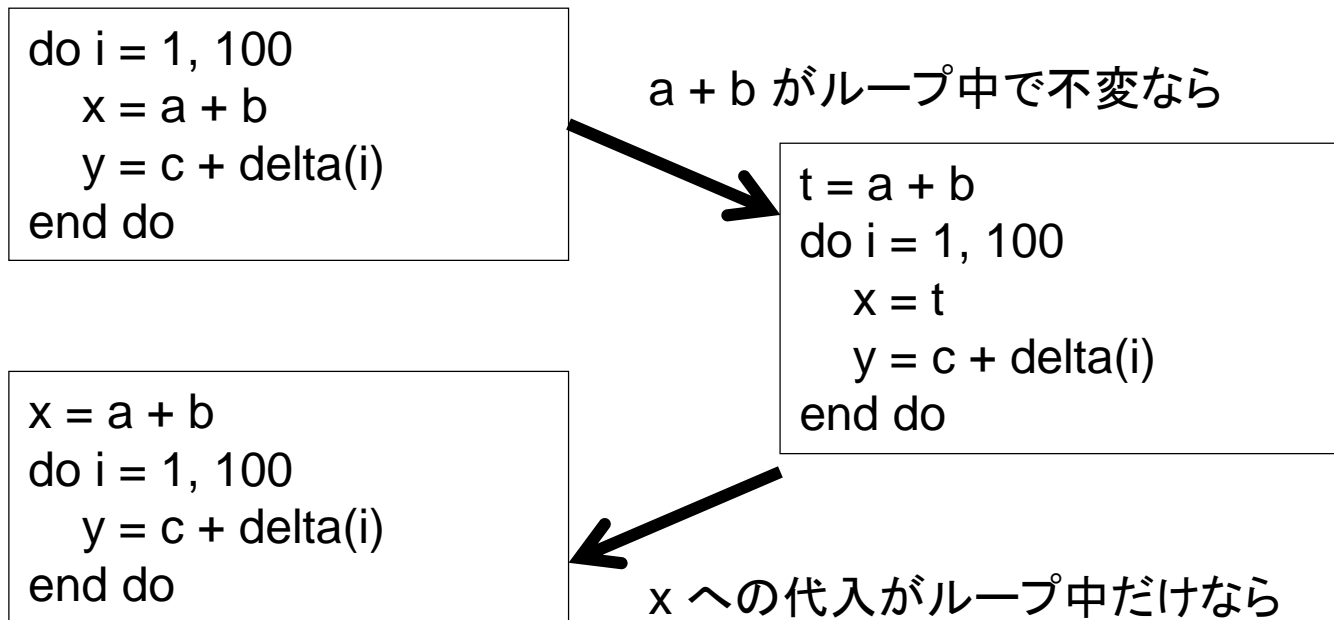 do i = 1, 100
x = a + b
y = c + delta(i)
end do
a + b がループ中で不変なら
t = a + b
do i = 1, 100
x = t
y = c + delta(i)
end do
x への代入がループ中だけなら
x = a + b
do i = 1, 100
y = c + delta(i)
end do